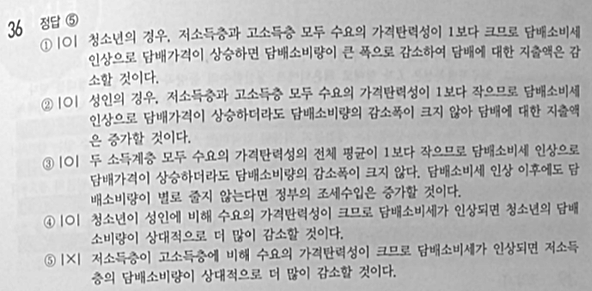 36 정답 ⑤
① |O| 청소년의 경우, 저소득층과 고소득층 모두 수요의 가격탄력성이 1보다 크므로 담배소비세
인상으로 담배가격이 상승하면 담배소비량이 큰 폭으로 감소하여 담배에 대한 지출액은 감
소할 것이다.
② |O| 성인의 경우, 저소득층과 고소득층 모두 수요의 가격탄력성이 1보다 작으므로 담배소비세
인상으로 담배가격이 상승하더라도 담배소비량의 감소폭이 크지 않아 담배에 대한 지출액
은 증가할 것이다.
③ |O| 두 소득계층 모두 수요의 가격탄력성의 전체 평균이 1보다 작으므로 담배소비세 인상으로
담배가격이 상승하더라도 담배소비량의 감소폭이 크지 않다. 담배소비세 인상 이후에도 담
배소비량이 별로 줄지 않는다면 정부의 조세수입은 증가할 것이다.
④ |O| 청소년이 성인에 비해 수요의 가격탄력성이 크므로 담배소비세가 인상되면 청소년의 담배
소비량이 상대적으로 더 많이 감소할 것이다.
⑤ |X| 저소득층이 고소득층에 비해 수요의 가격탄력성이 크므로 담배소비세가 인상되면 저소득
층의 담배소비량이 상대적으로 더 많이 감소할 것이다.